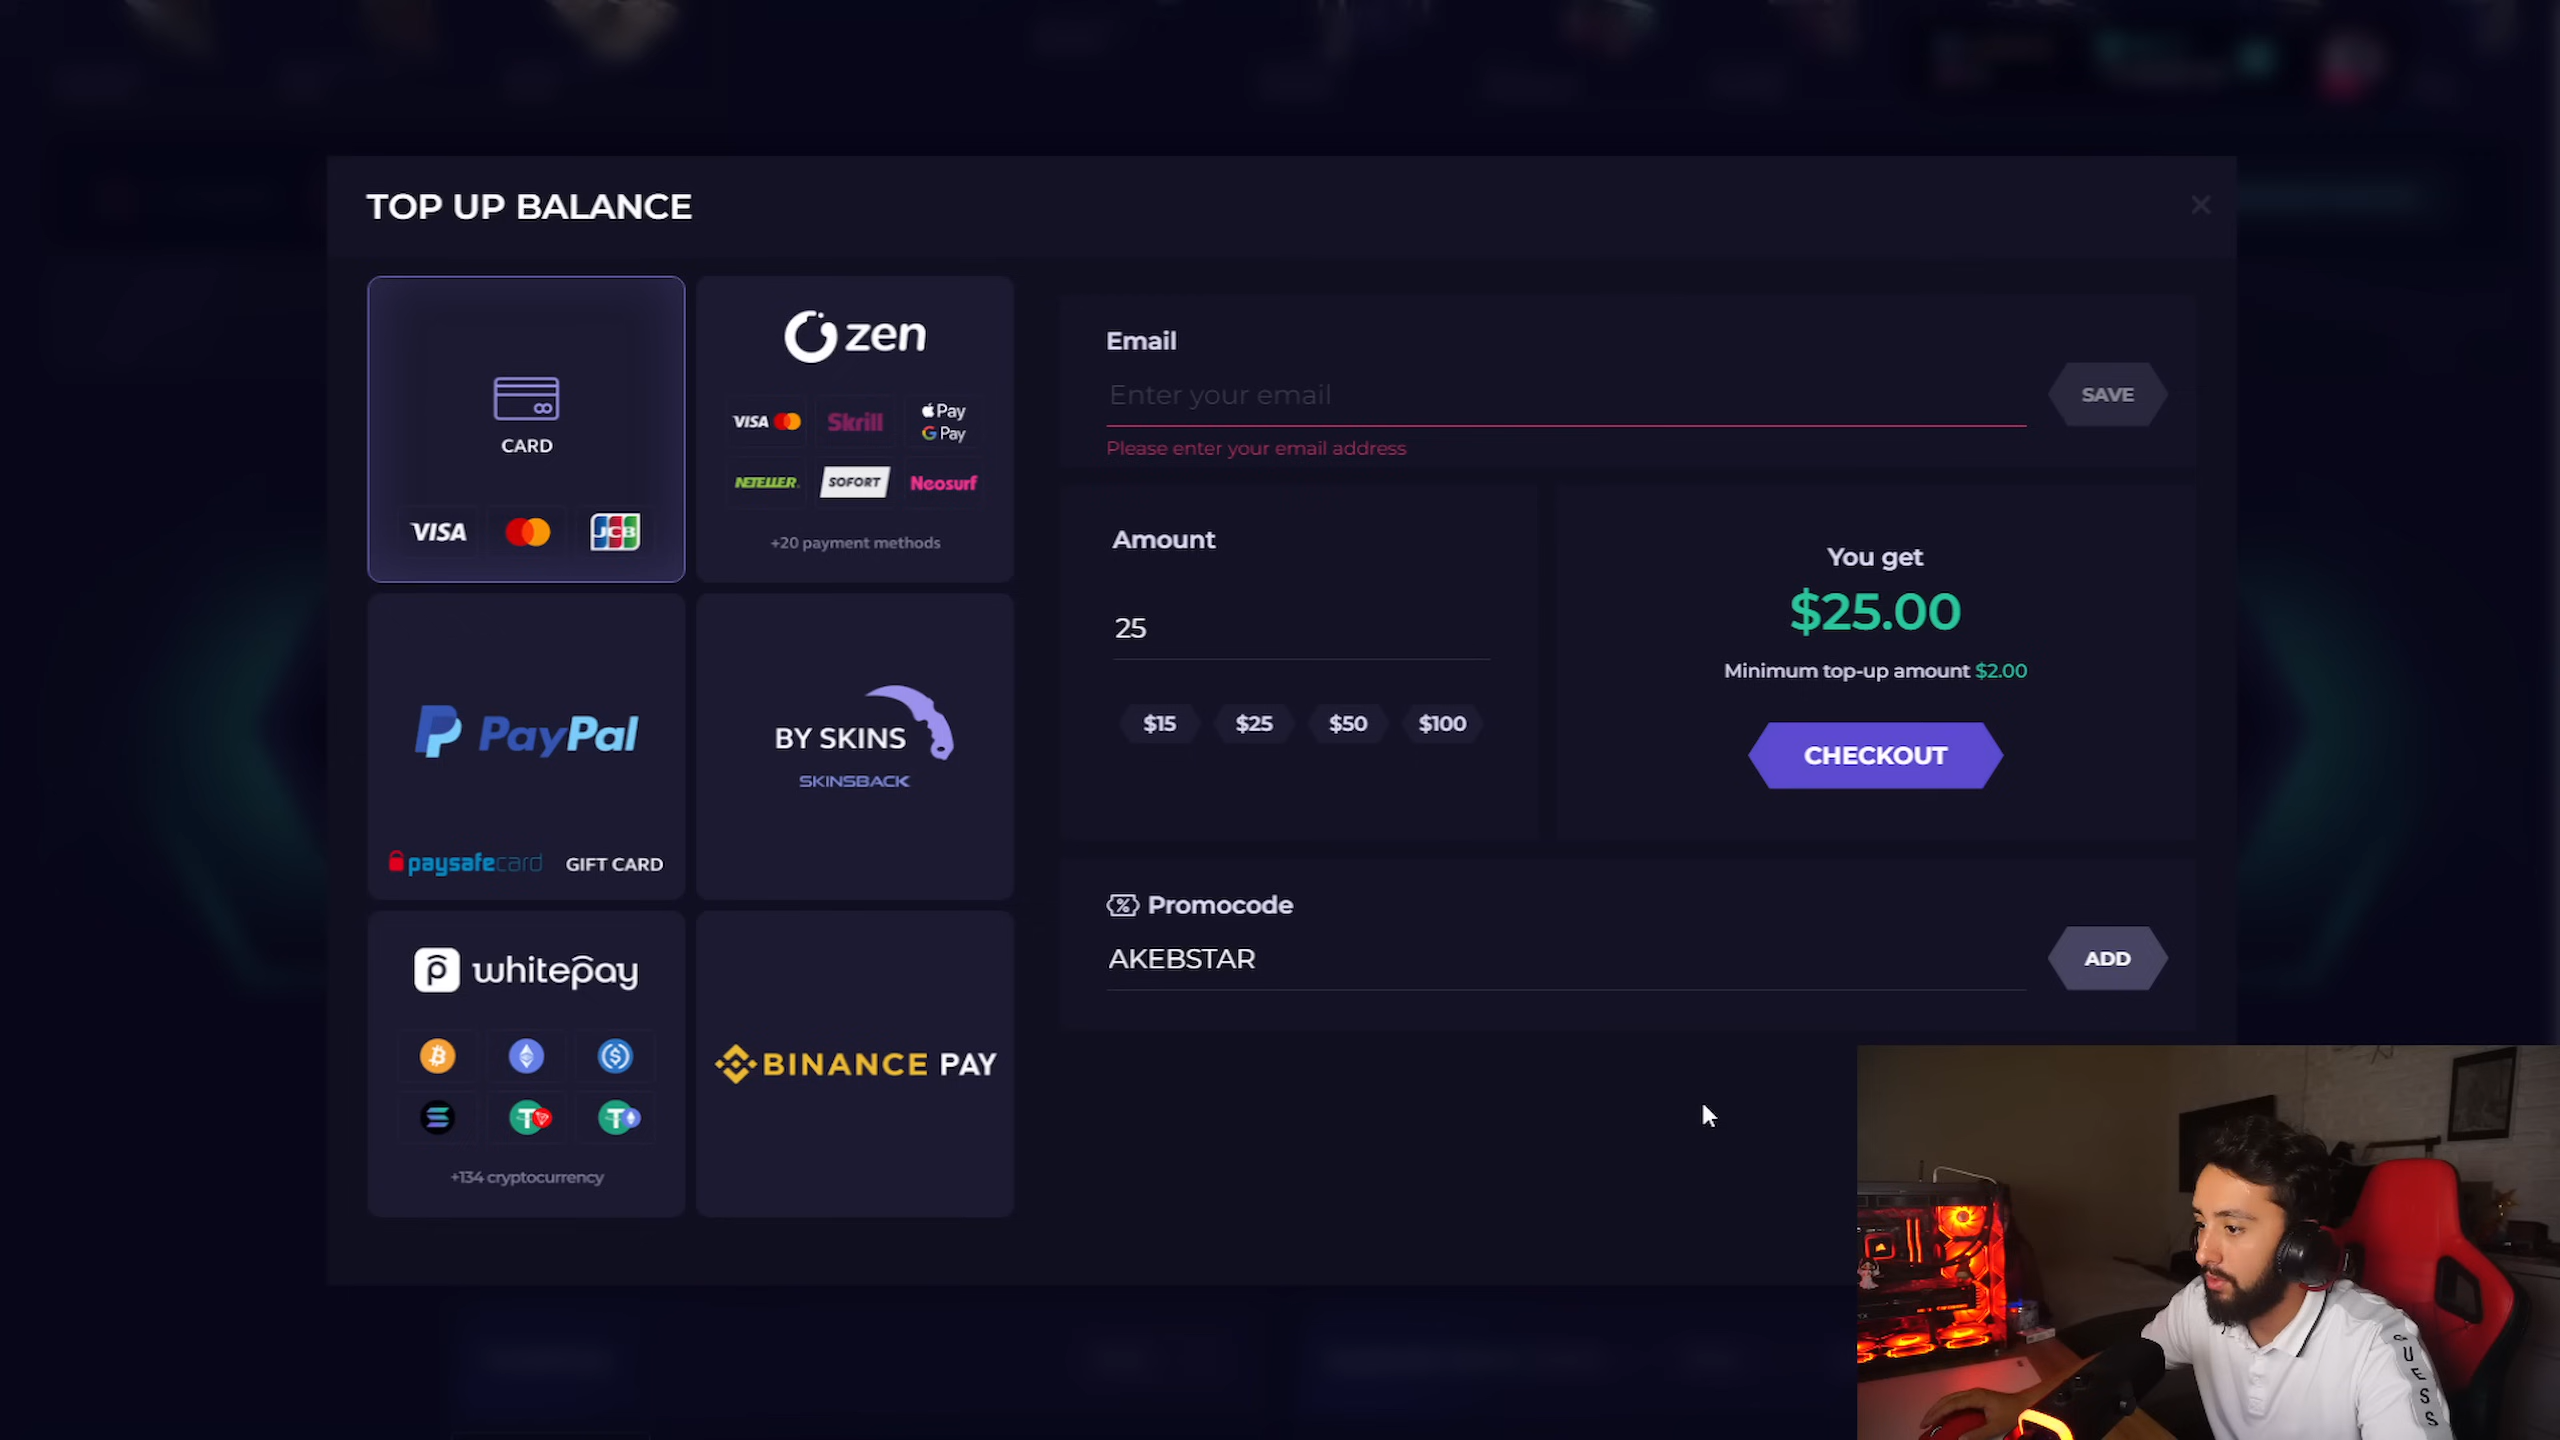 TOP UP BALANCE
CARD
VISA
JCB
zen
VISA
Skrill
Pay
G Pay
NETELLER
SOFORT
Neosurf
+20 payment methods
PayPal
paysafecard
GIFT CARD
BY SKINS
SKINSBACK
whitepay
+134 cryptocurrency
BINANCE PAY
Email
Enter your email
SAVE
Please enter your email address
Amount
25
$15
$25
$50
$100
You get
$25.00
Minimum top-up amount $2.00
CHECKOUT
Promocode
AKEBSTAR
ADD
GUESS